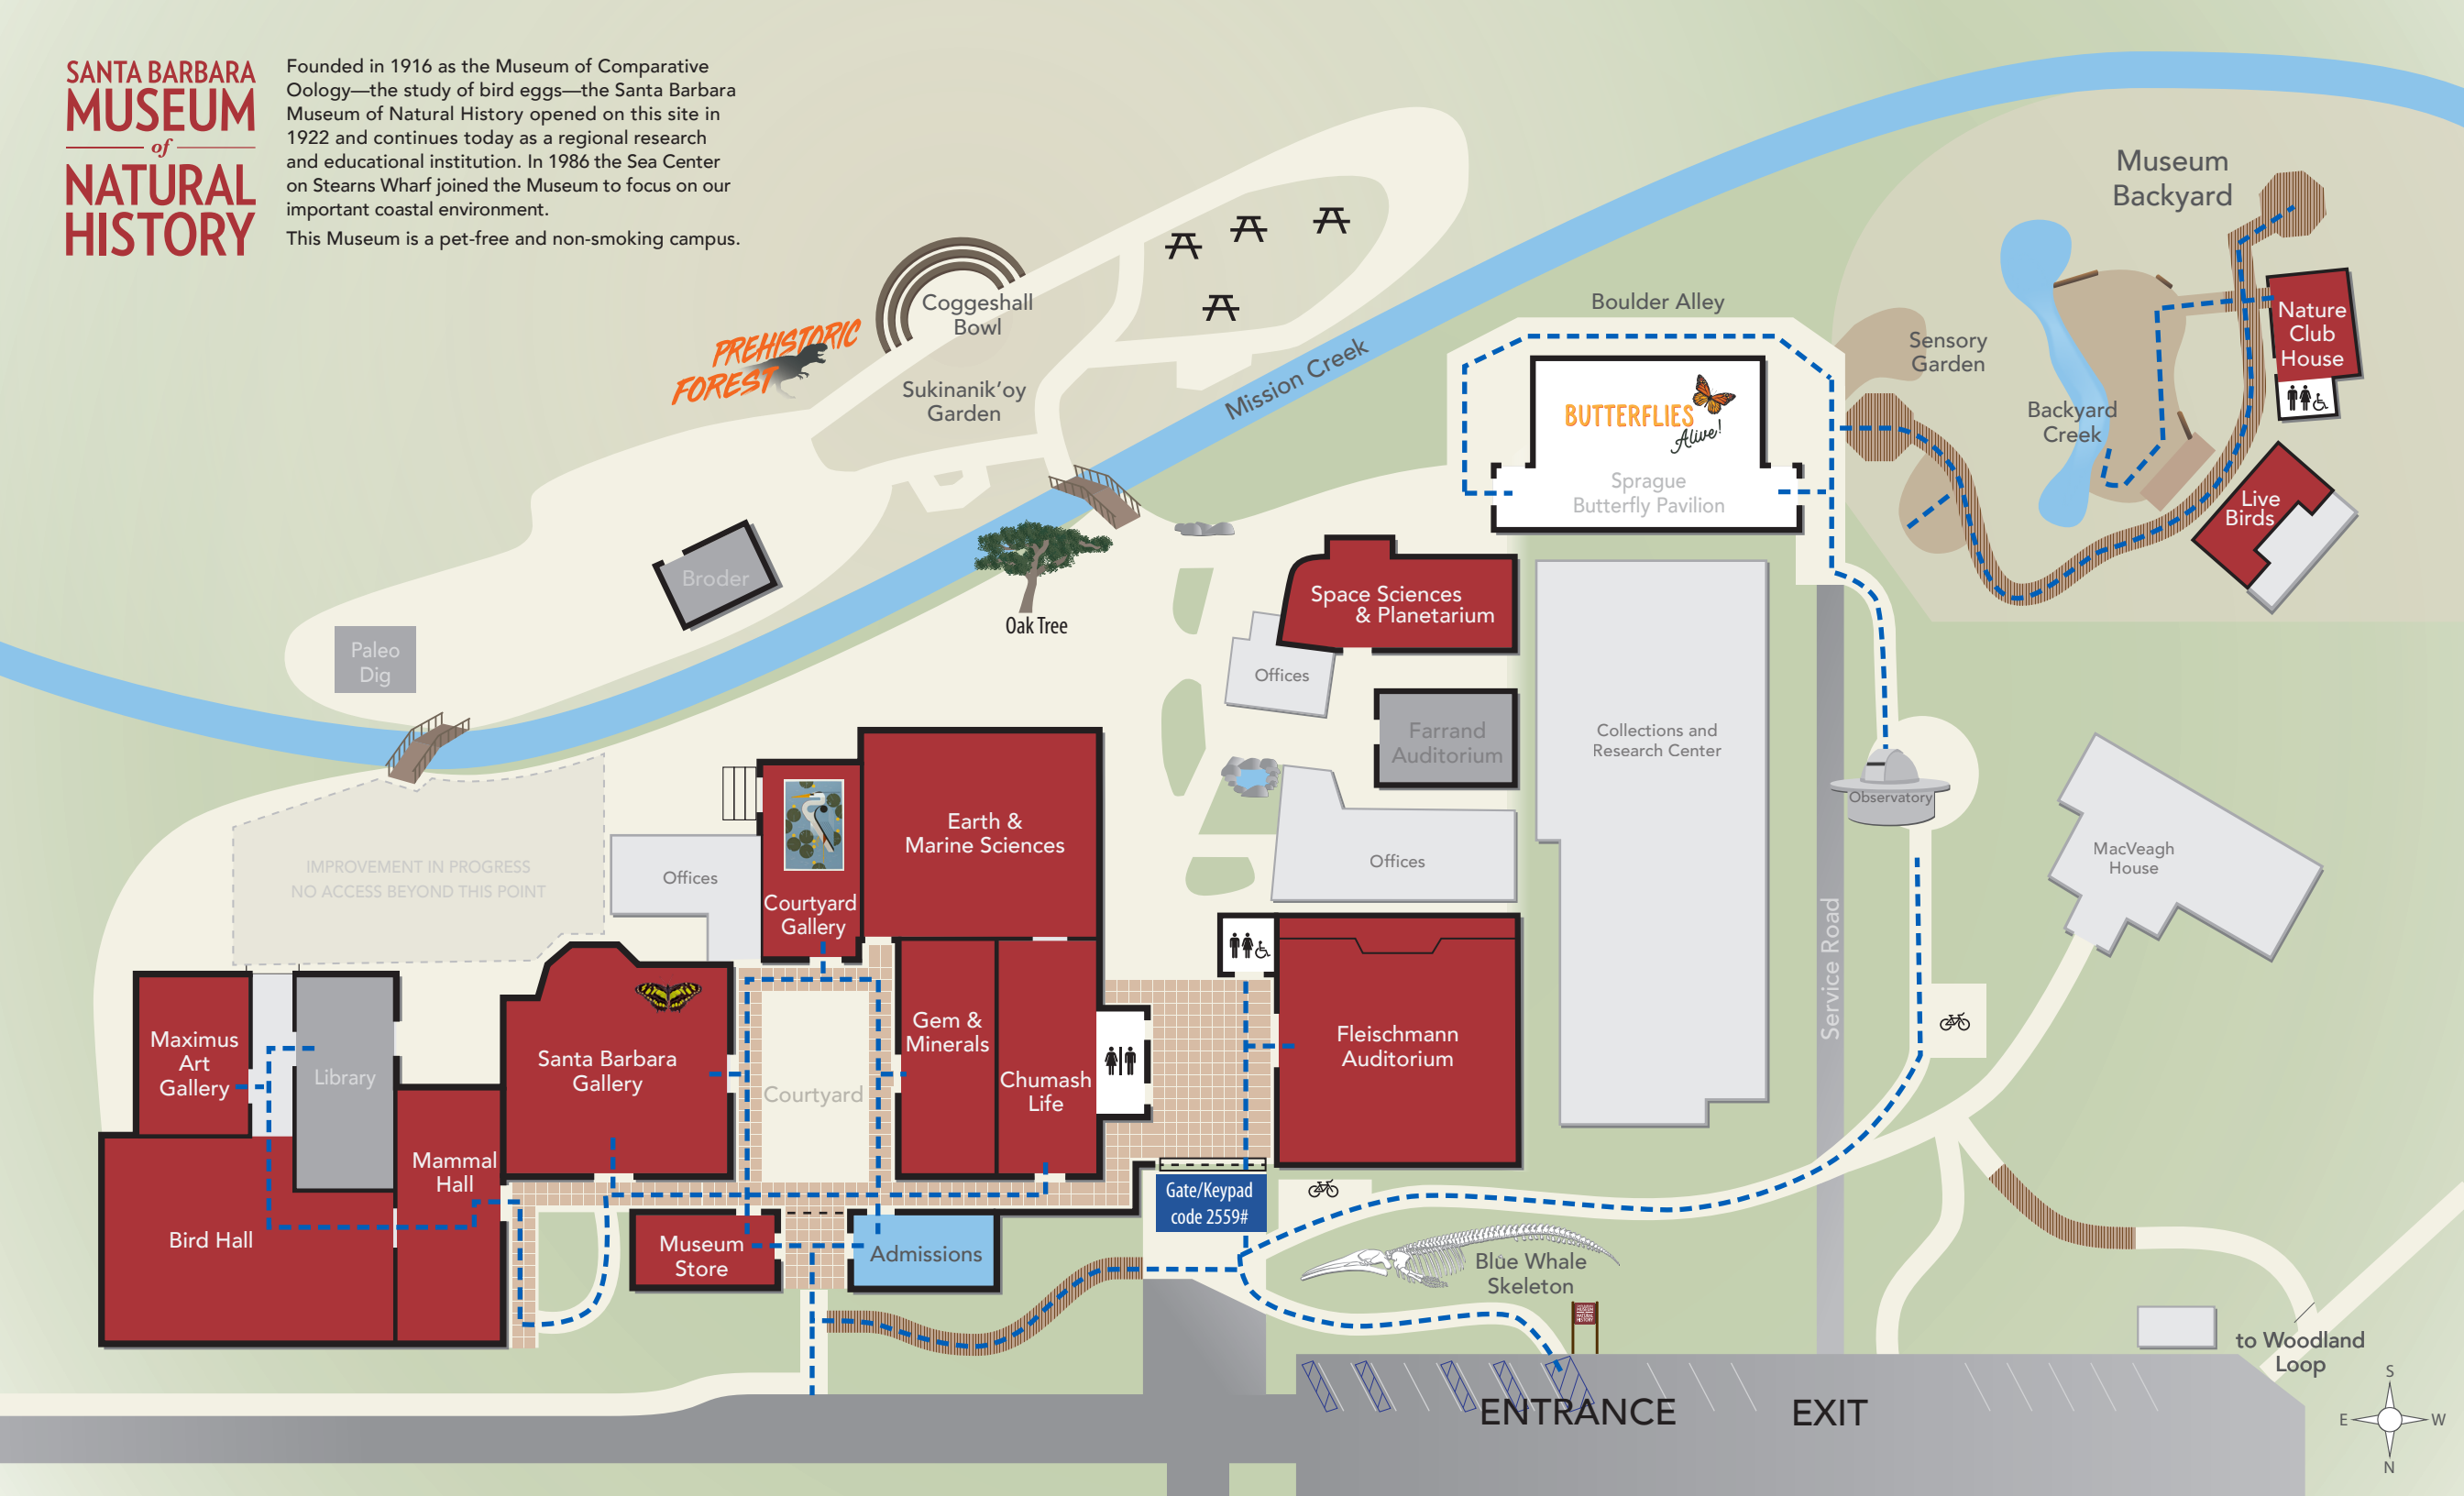 SANTA BARBARA
MUSEUM
of
NATURAL
HISTORY
Founded in 1916 as the Museum of Comparative
Oology—the study of bird eggs—the Santa Barbara
Museum of Natural History opened on this site in
1922 and continues today as a regional research
and educational institution. In 1986 the Sea Center
on Stearns Wharf joined the Museum to focus on our
important coastal environment.
This Museum is a pet-free and non-smoking campus.
Museum
Backyard
Coggeshall
Bowl
PREHISTORIC
FOREST
Sukinanik'oy
Garden
Mission Creek
Boulder Alley
BUTTERFLIES
Alive!
Sprague
Butterfly Pavilion
Sensory
Garden
Backyard
Creek
Nature
Club
House
Live
Birds
Broder
Paleo
Dig
Oak Tree
Space Sciences
& Planetarium
Offices
Farrand
Auditorium
Collections and
Research Center
Observatory
MacVeagh
House
IMPROVEMENT IN PROGRESS
NO ACCESS BEYOND THIS POINT
Offices
Courtyard
Gallery
Earth &
Marine Sciences
Offices
Service Road
Maximus
Art
Gallery
Library
Santa Barbara
Gallery
Courtyard
Gem &
Minerals
Chumash
Life
Fleischmann
Auditorium
Mammal
Hall
Bird Hall
Museum
Store
Admissions
Gate/Keypad
code 2559#
Blue Whale
Skeleton
ENTRANCE
EXIT
to Woodland
Loop
S
E
W
N